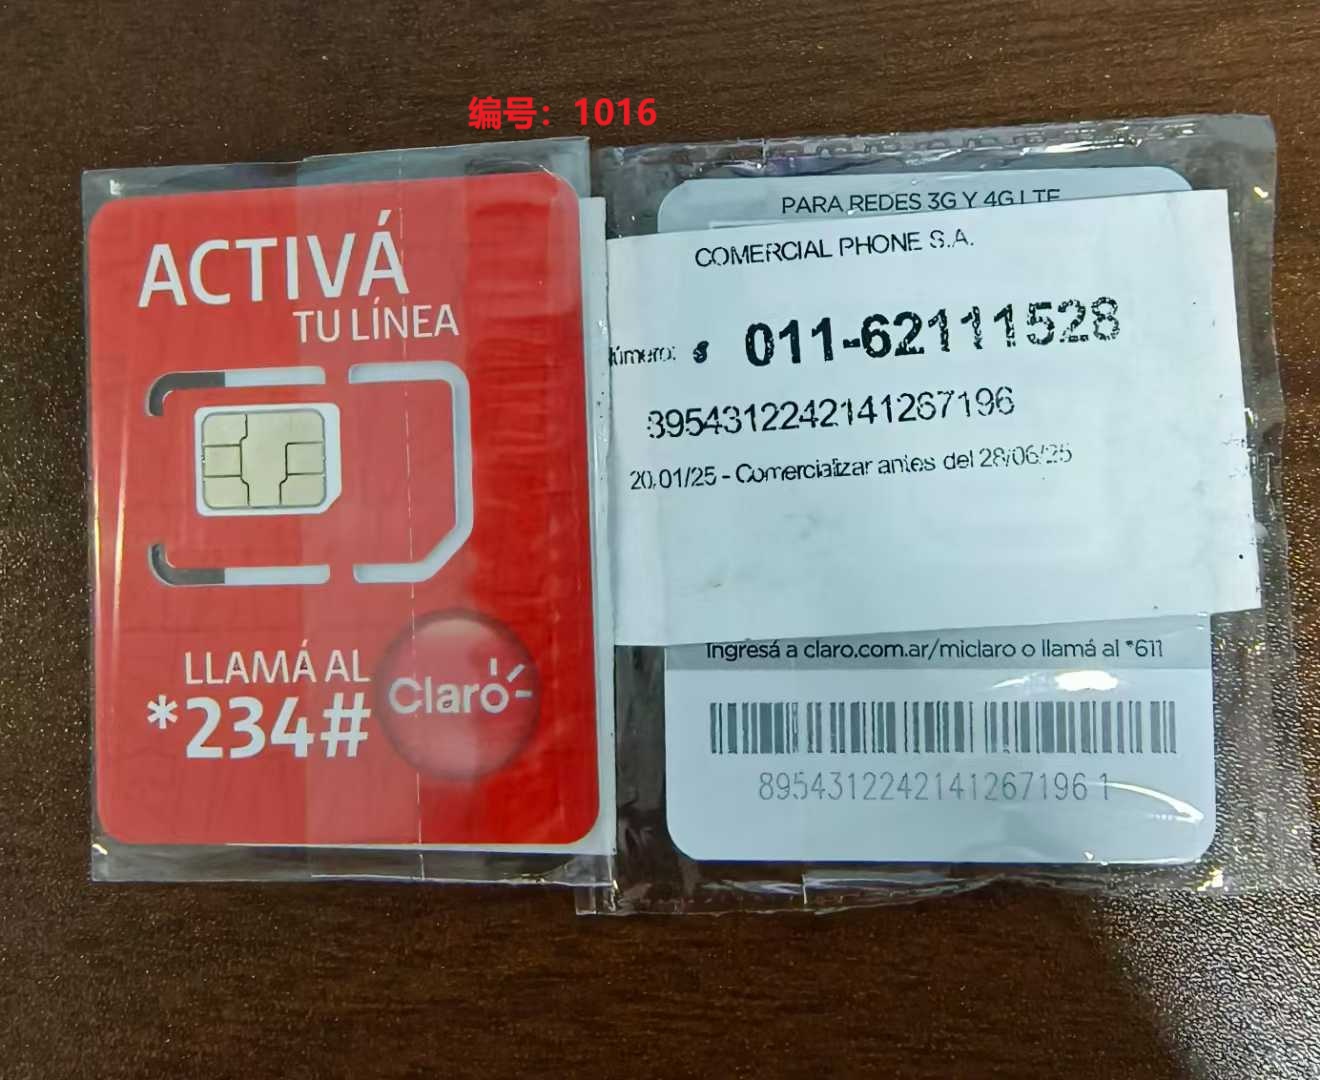 编号：1016
ACTIVÁ
TU LÍNEA
LLAMÁ AL
*234#
Claro
PARA REDES 3G Y 4G LTE
COMERCIAL PHONE S.A.
úmero: 011-62111528
8954312242141267196
20/01/25 - Comercializar antes del 28/06/25
Ingresá a claro.com.ar/miclaro o llamá al *611
8954312242141267196 1